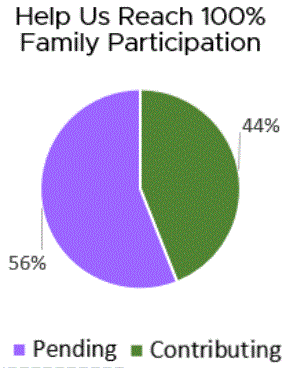 Help Us Reach 100%
Family Participation
44%
56%
Pending Contributing